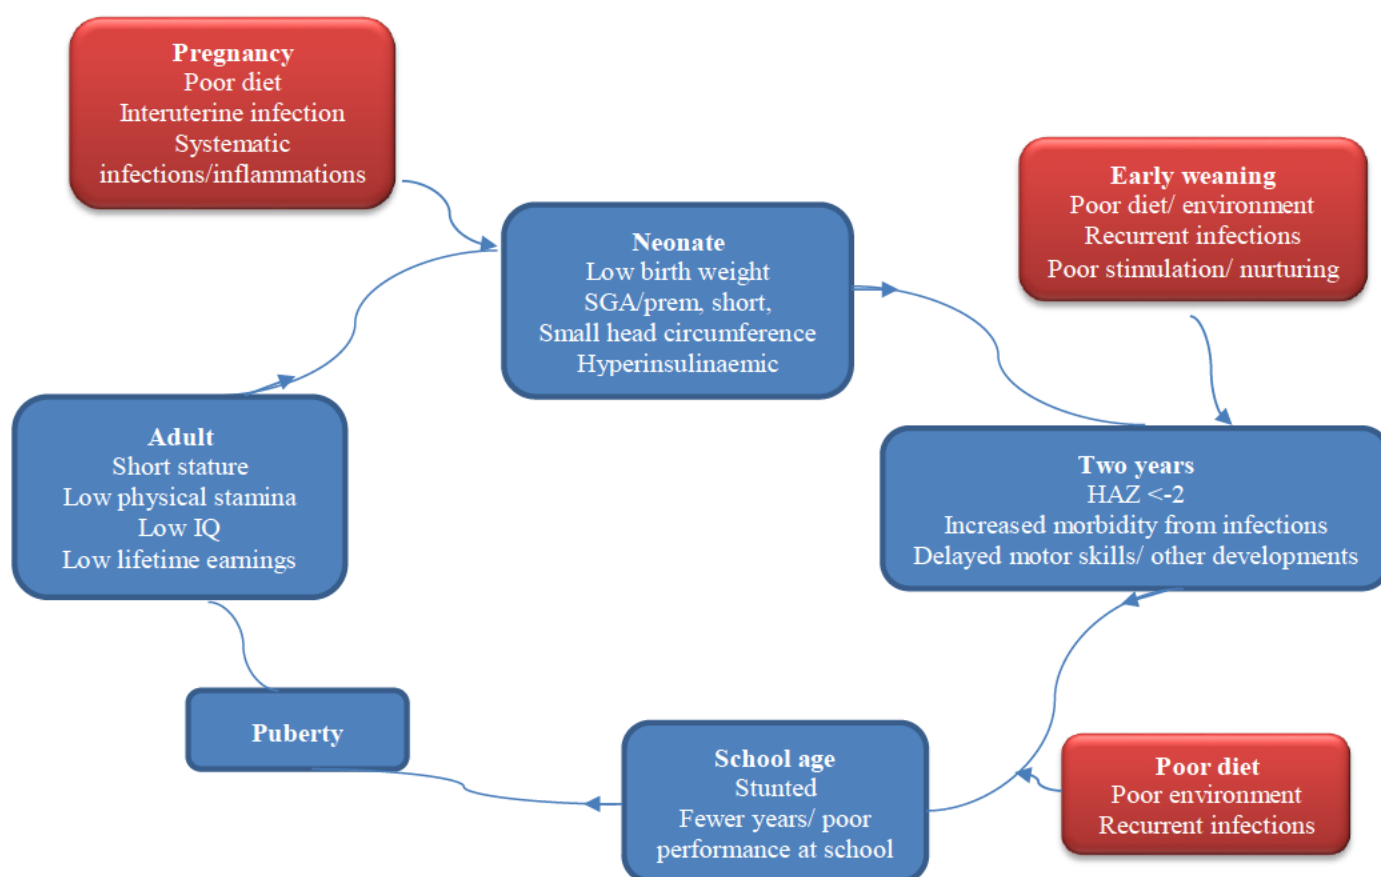 Pregnancy
Poor diet
Interuterine infection
Systematic
infections/inflammations
Early weaning
Poor diet/ environment
Recurrent infections
Poor stimulation/ nurturing
Neonate
Low birth weight
SGA/prem, short,
Small head circumference
Hyperinsulinaemic
Adult
Short stature
Low physical stamina
Low IQ
Low lifetime earnings
Two years
HAZ <-2
Increased morbidity from infections
Delayed motor skills/ other developments
Puberty
School age
Stunted
Fewer years/ poor
performance at school
Poor diet
Poor environment
Recurrent infections